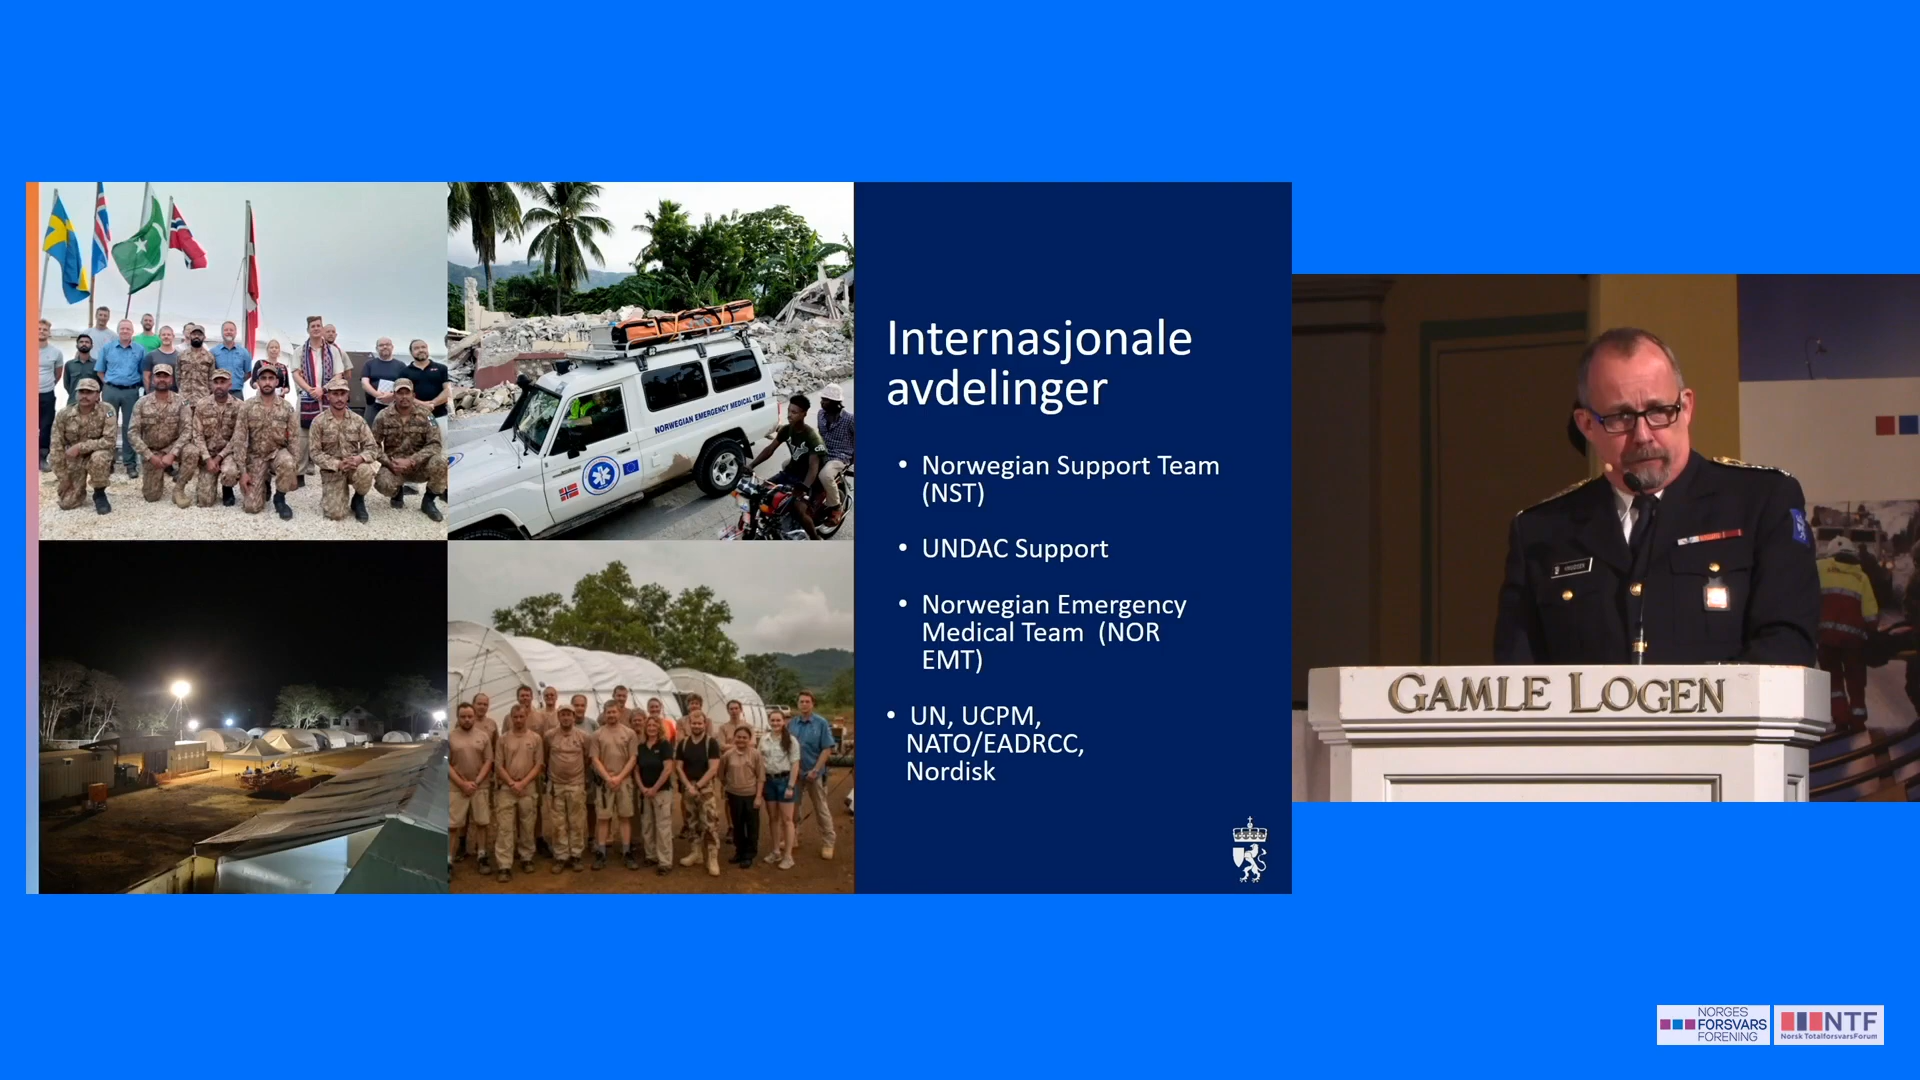 Internasjonale
avdelinger
• Norwegian Support Team
(NST)
• UNDAC Support
• Norwegian Emergency
Medical Team (NOR
EMT)
• UN, UCPM,
NATO/EADRCC,
Nordisk
NORWEGIAN EMERGENCY MEDICAL TEAM
GAMLE LOGEN
NORGES
FORSVARS
FORENING
NTF
Norsk TotalforsvarsForum